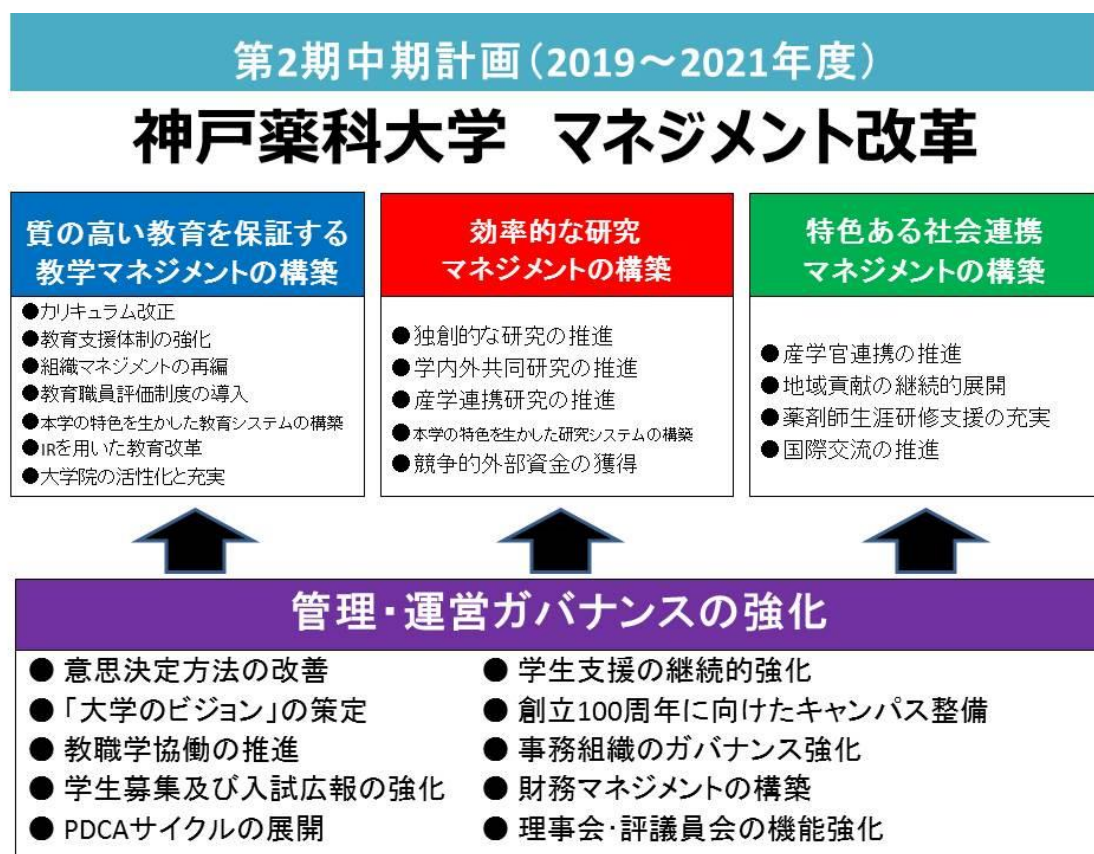 第2期中期計画（2019～2021年度）
神戸薬科大学 マネジメント改革
質の高い教育を保証する
教学マネジメントの構築
●カリキュラム改正
●教育支援体制の強化
●組織マネジメントの再編
●教育職員評価制度の導入
●本学の特色を生かした教育システムの構築
●IRを用いた教育改革
●大学院の活性化と充実
効率的な研究
マネジメントの構築
●独創的な研究の推進
●学内外共同研究の推進
●産学連携研究の推進
●本学の特色を生かした研究システムの構築
●競争的外部資金の獲得
特色ある社会連携
マネジメントの構築
●産学官連携の推進
●地域貢献の継続的展開
●薬剤師生涯研修支援の充実
●国際交流の推進
管理・運営ガバナンスの強化
●意思決定方法の改善
●「大学のビジョン」の策定
●教職学協働の推進
●学生募集及び入試広報の強化
●PDCAサイクルの展開
●学生支援の継続的強化
●創立100周年に向けたキャンパス整備
●事務組織のガバナンス強化
●財務マネジメントの構築
●理事会・評議員会の機能強化